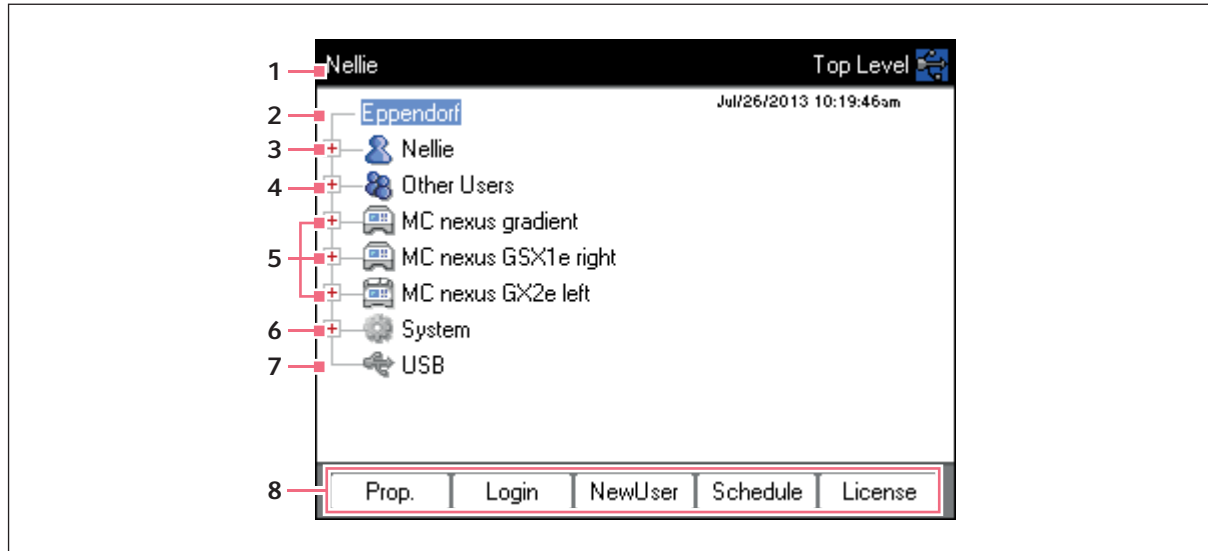 1 Nellie Top Level
Jul/26/2013 10:19:46am
2 Eppendorf
3 + Nellie
4 + Other Users
+ MC nexus gradient
5 + MC nexus GSX1e right
+ MC nexus GX2e left
6 + System
7 USB
8 Prop. Login NewUser Schedule License